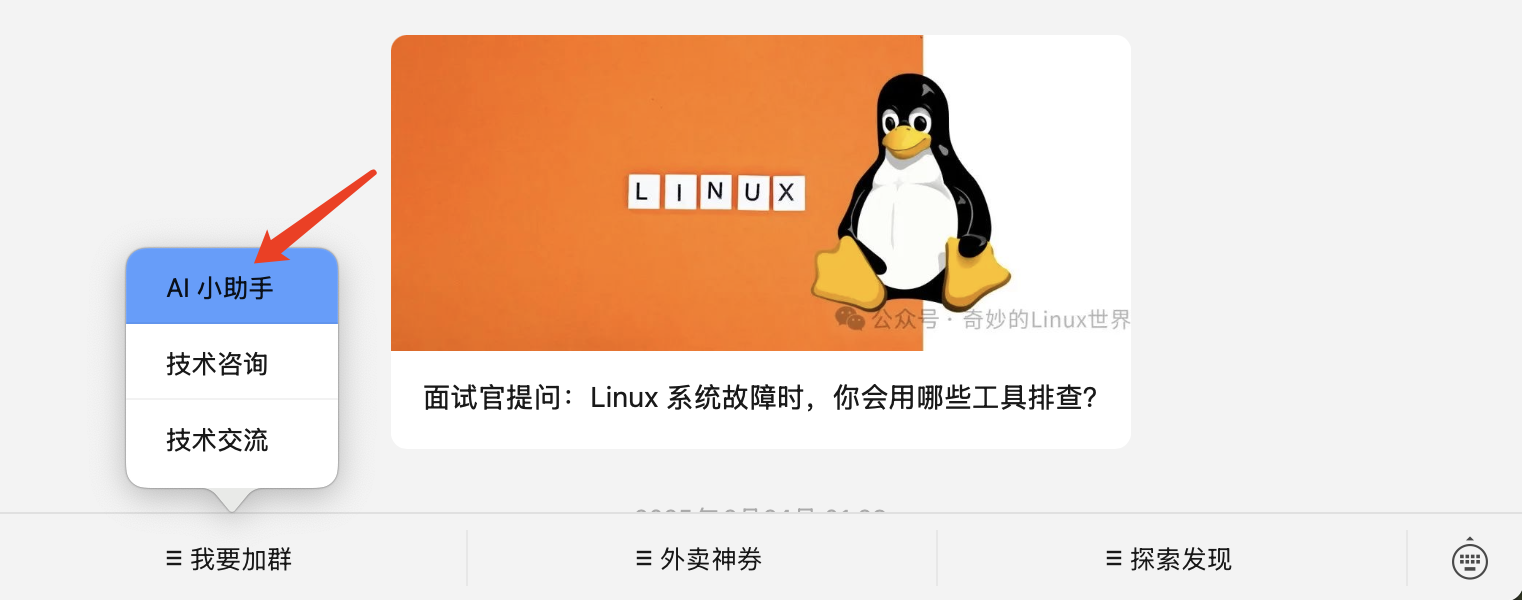 LINUX
公众号 · 奇妙的Linux世界
面试官提问：Linux 系统故障时，你会用哪些工具排查?
AI 小助手
技术咨询
技术交流
我要加群
外卖神券
探索发现